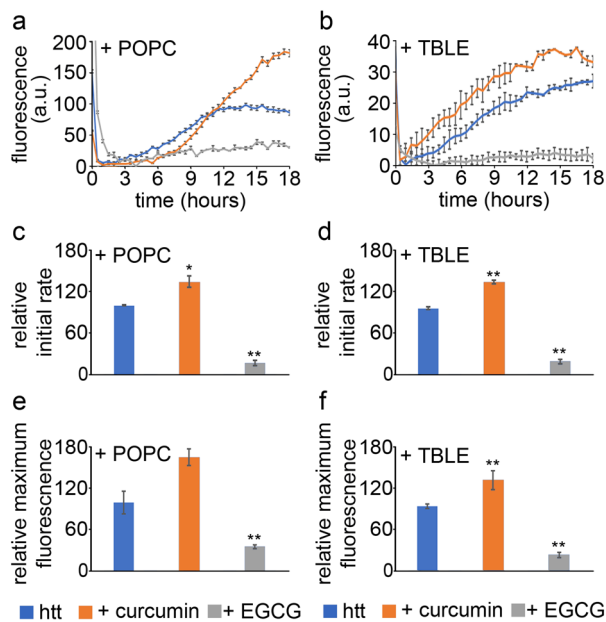 a
+ POPC
fluorescence
(a.u.)
200
150
100
50
0
0 3 6 9 12 15 18
time (hours)
b
+ TBLE
fluorescence
(a.u.)
40
30
20
10
0
0 3 6 9 12 15 18
time (hours)
c
+ POPC
relative
initial rate
180
120
60
0
*
**
d
+ TBLE
relative
initial rate
180
120
60
0
**
**
e
+ POPC
relative maximum
fluorescnence
180
120
60
0
**
f
+ TBLE
relative maximum
fluorescnence
180
120
60
0
**
**
htt + curcumin + EGCG
htt + curcumin + EGCG